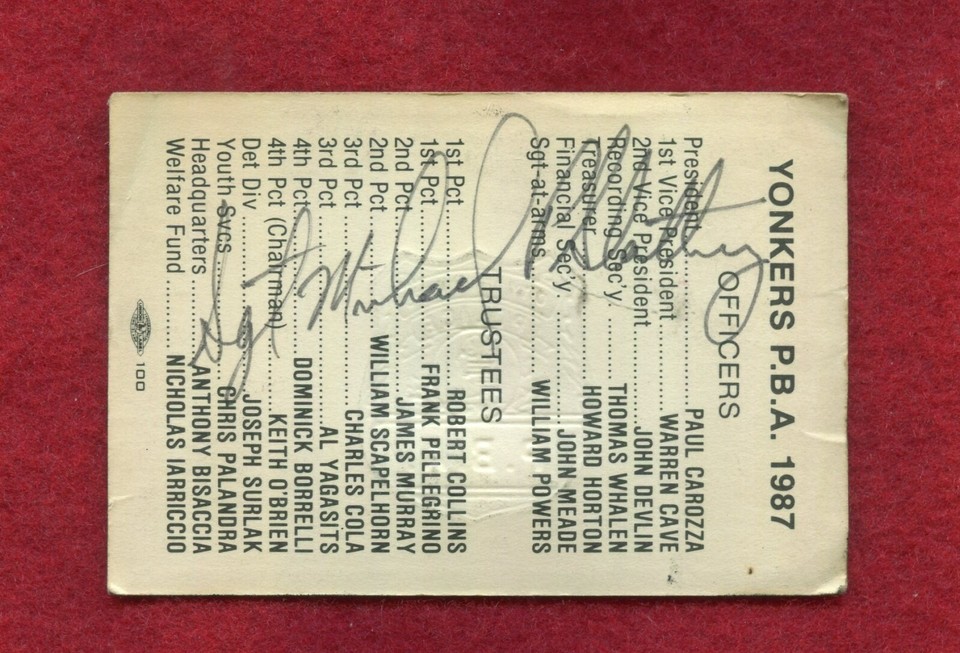 YONKERS P.B.A. 1987
OFFICERS
President.......... PAUL CAROZZA
1st Vice President........ WARREN CAVE
2nd Vice President....... JOHN DEVLIN
Recording Sec'y. ....... THOMAS WHALEN
Treasurer.......... HOWARD HORTON
Financial Sec'y. .......... JOHN MEADE
Sgt-at-arms.......... WILLIAM POWERS
TRUSTEES
1st Pct.......... ROBERT COLLINS
1st Pct.......... FRANK PELLEGRINO
2nd Pct.......... JAMES MURRAY
2nd Pct.......... WILLIAM SCAPELHORN
3rd Pct.......... CHARLES COLA
3rd Pct.......... AL YAGASITS
4th Pct.......... DOMINICK BORRELLI
4th Pct (Chairman)..... KEITH O'BRIEN
Det Div.......... JOSEPH SURLAK
Youth Svcs.......... CHRIS PALANDRA
Headquarters.......... ANTHONY BISACCIA
Welfare Fund.......... NICHOLAS IARRICCIO
100
Sgt Michael